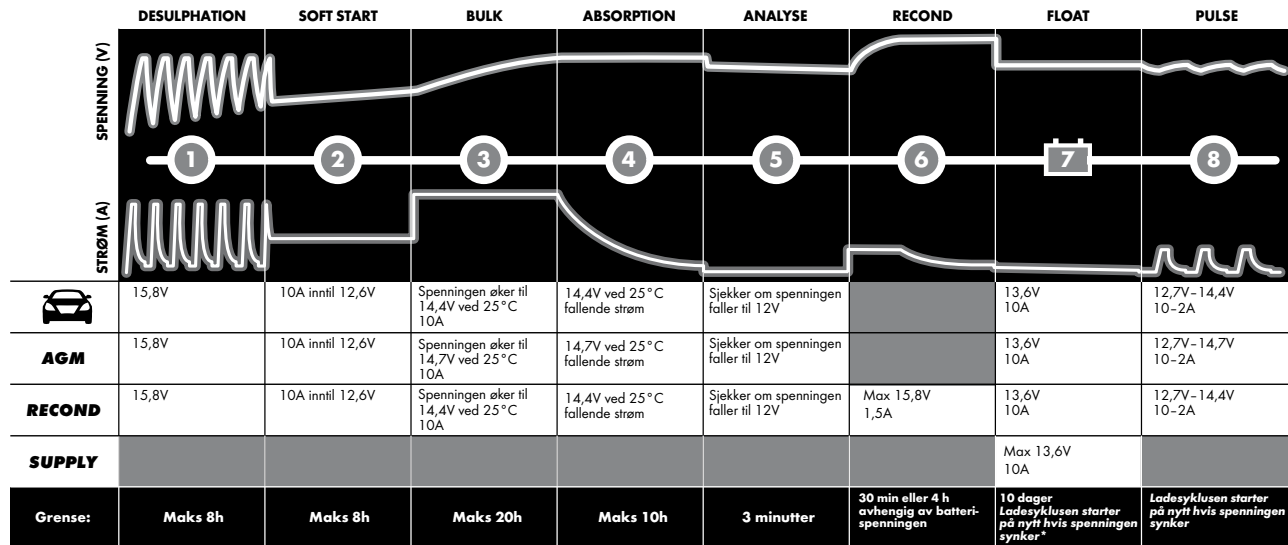 DESULPHATION SOFT START BULK ABSORPTION ANALYSE RECOND FLOAT PULSE
SPENNING (V)
1 2 3 4 5 6 7 8
STRØM (A)
15,8V
10A inntil 12,6V
Spenningen øker til
14,4V ved 25°C
10A
14,4V ved 25°C
fallende strøm
Sjekker om spenningen
faller til 12V
13,6V
10A
12,7V–14,4V
10–2A
AGM
15,8V
10A inntil 12,6V
Spenningen øker til
14,7V ved 25°C
10A
14,7V ved 25°C
fallende strøm
Sjekker om spenningen
faller til 12V
13,6V
10A
12,7V–14,7V
10–2A
RECOND
15,8V
10A inntil 12,6V
Spenningen øker til
14,4V ved 25°C
10A
14,4V ved 25°C
fallende strøm
Sjekker om spenningen
faller til 12V
Max 15,8V
1,5A
13,6V
10A
12,7V–14,4V
10–2A
SUPPLY
Max 13,6V
10A
Grense:
Maks 8h
Maks 8h
Maks 20h
Maks 10h
3 minutter
30 min eller 4 h
avhengig av batteri-
spenningen
10 dager
Ladesyklusen starter
på nytt hvis spenningen
synker*
Ladesyklusen starter
på nytt hvis spenningen
synker